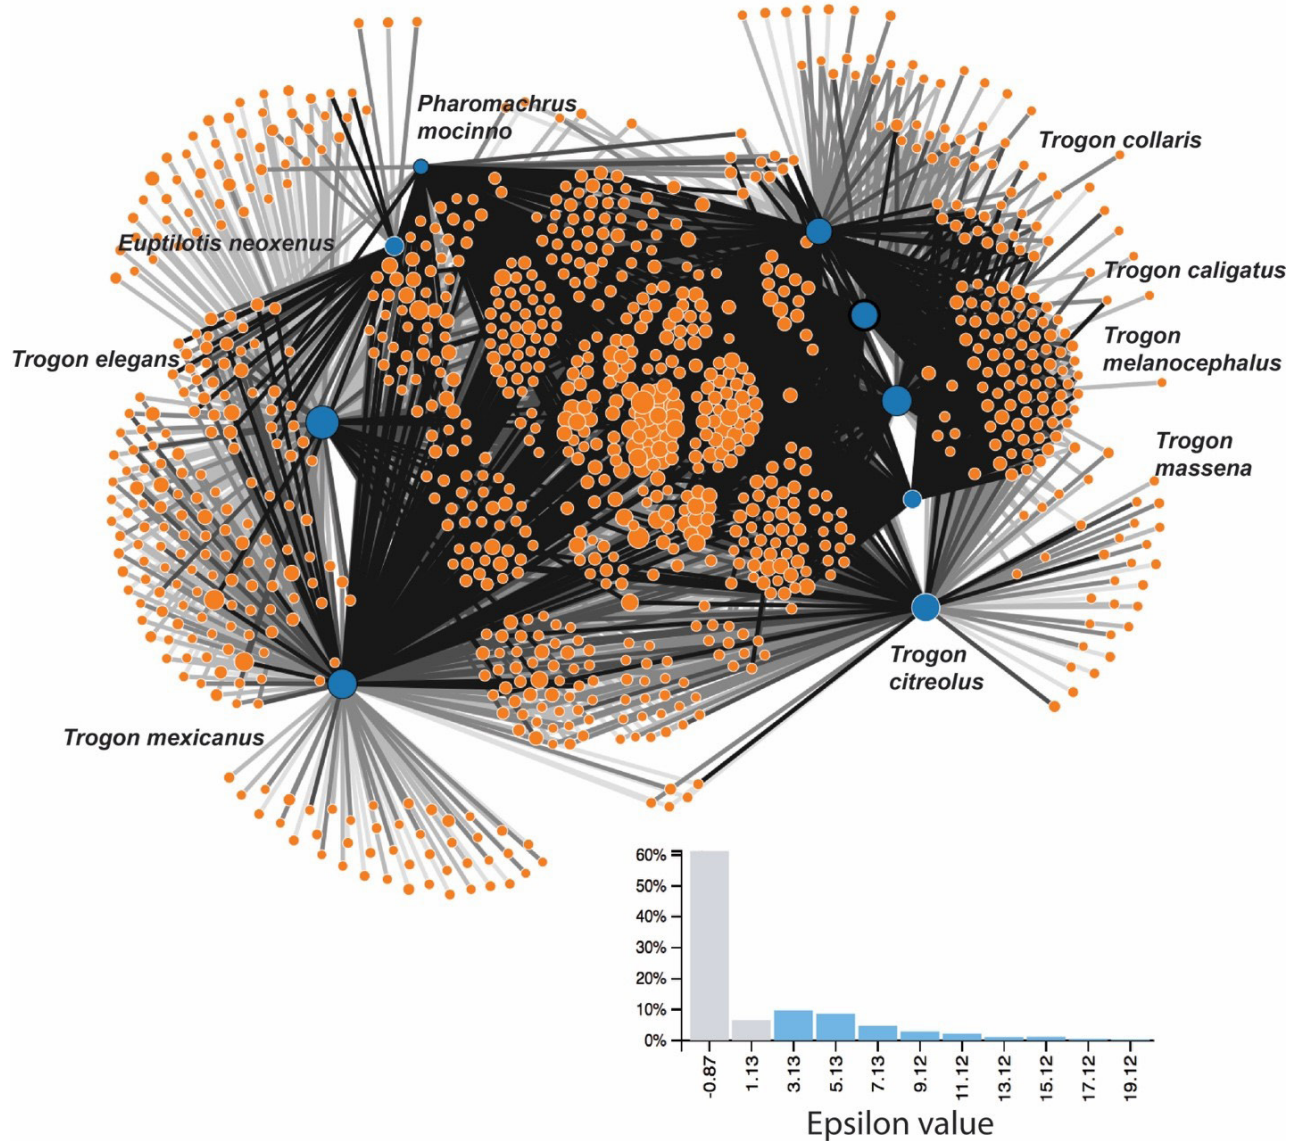 Pharomachrus
mocinno
Trogon collaris
Euptilotis neoxenus
Trogon caligatus
Trogon
melanocephalus
Trogon elegans
Trogon
massena
Trogon
citreolus
Trogon mexicanus
60%
50%
40%
30%
20%
10%
0%
-0.87
1.13
3.13
5.13
7.13
9.12
11.12
13.12
15.12
17.12
19.12
Epsilon value